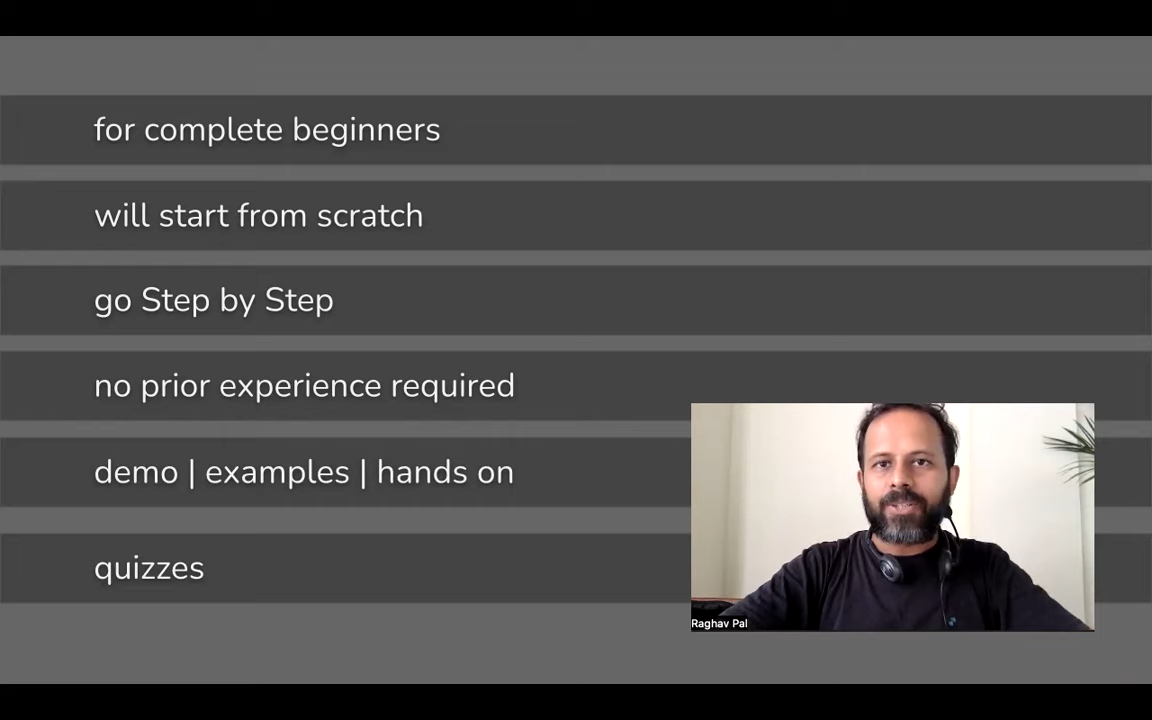 for complete beginners
will start from scratch
go Step by Step
no prior experience required
demo | examples | hands on
quizzes
Raghav Pal